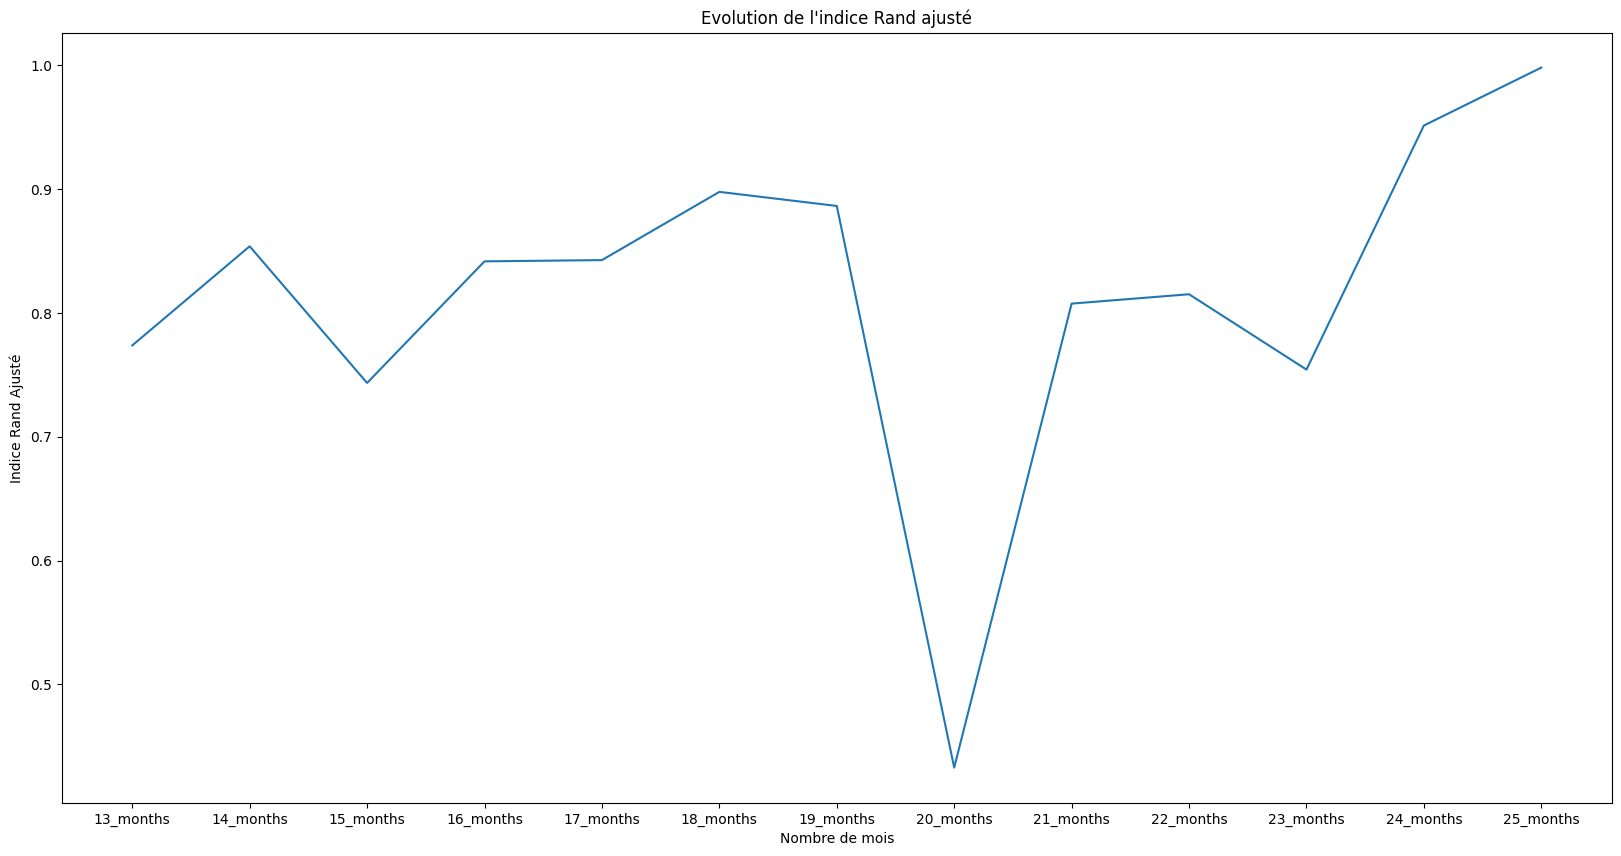 Evolution de l'indice Rand ajusté
1.0
0.9
0.8
0.7
0.6
0.5
Indice Rand Ajusté
13_months 14_months 15_months 16_months 17_months 18_months 19_months 20_months 21_months 22_months 23_months 24_months 25_months
Nombre de mois